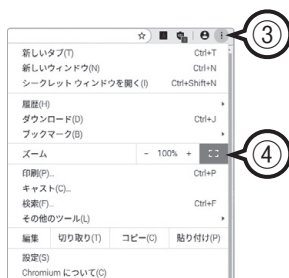 ③
新しいタブ(T) Ctrl+T
新しいウィンドウ(N) Ctrl+N
シークレット ウィンドウを開く(I) Ctrl+Shift+N
履歴(H)
ダウンロード(D) Ctrl+J
ブックマーク(B)
ズーム - 100% +
④
印刷(P)... Ctrl+P
キャスト(C)...
検索(F)... Ctrl+F
その他のツール(L)
編集 切り取り(T) コピー(C) 貼り付け(P)
設定(S)
Chromium について(C)